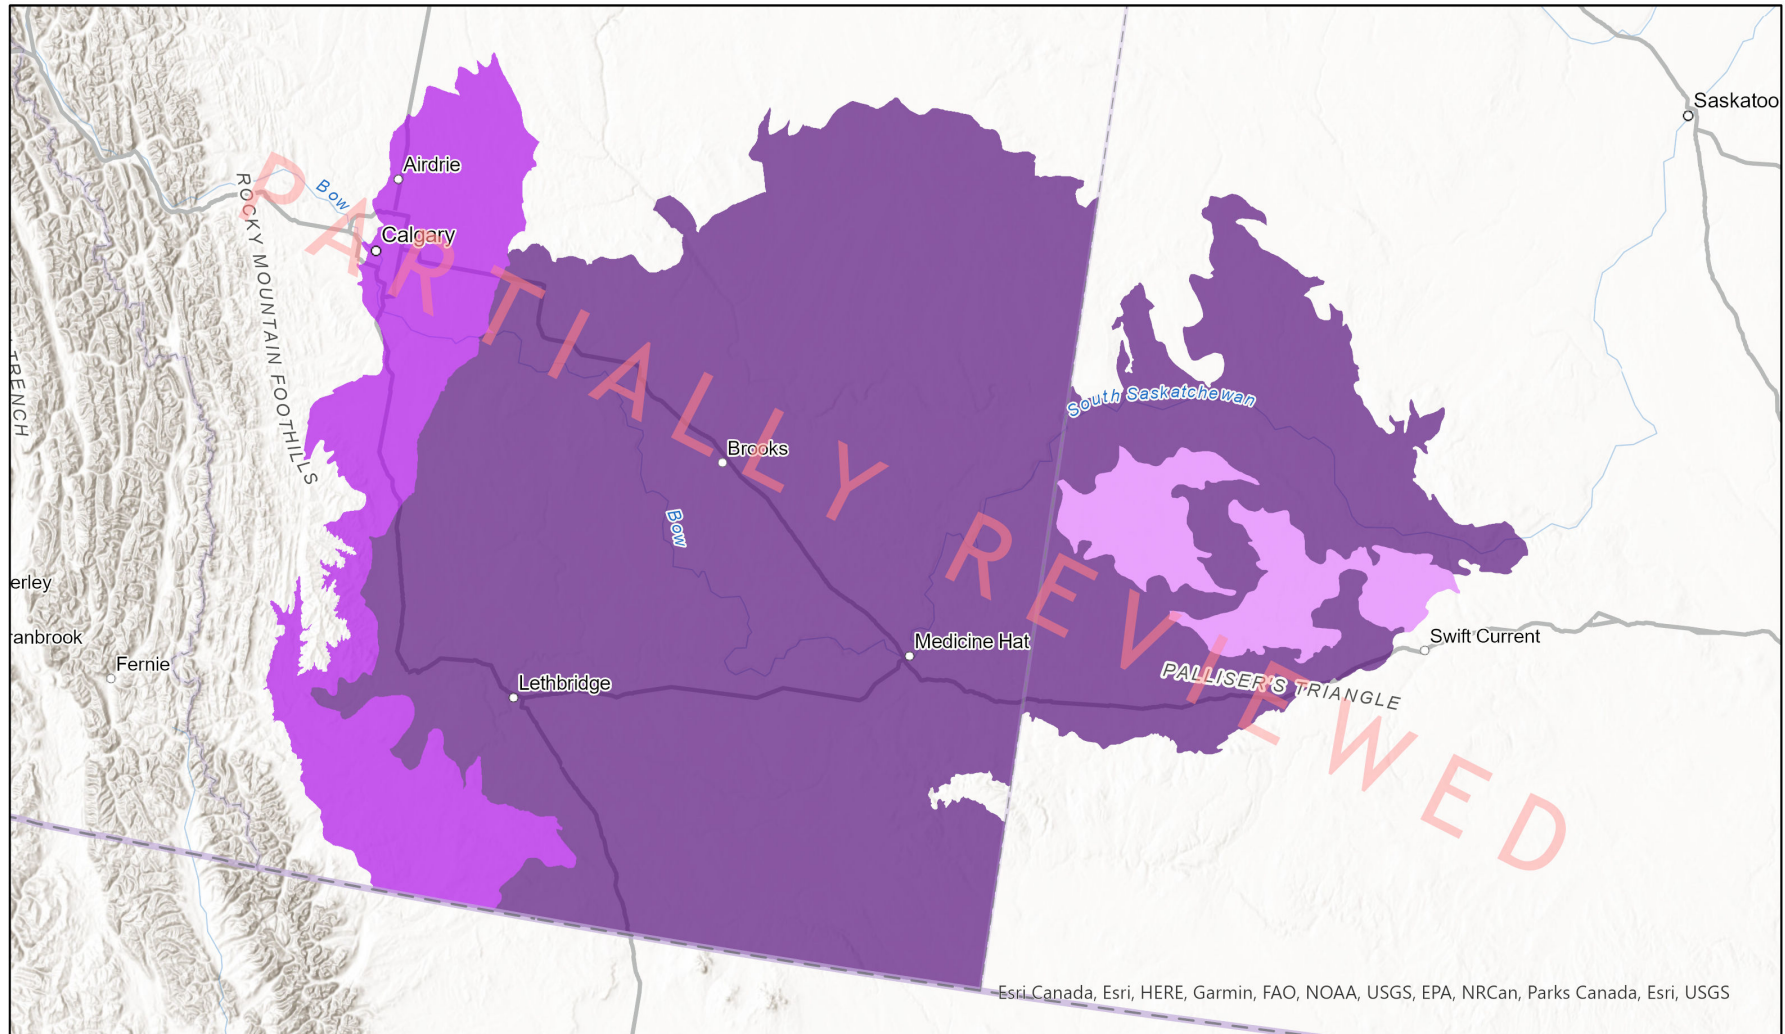 Saskatoo
Airdrie
Bow
Calgary
ROCKY MOUNTAIN FOOTHILLS
TRENCH
PARTIALLY REVIEWED
South Saskatchewan
Brooks
Bow
erley
ranbrook
Fernie
Medicine Hat
Swift Current
Lethbridge
PALLISER'S TRIANGLE
Esri Canada, Esri, HERE, Garmin, FAO, NOAA, USGS, EPA, NRCan, Parks Canada, Esri, USGS